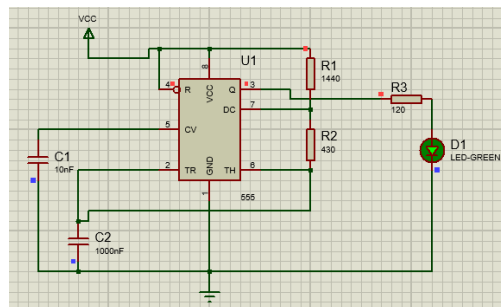 VCC
U1
R1
1440
R3
120
R2
430
D1
LED-GREEN
C1
10nF
C2
1000nF
555
4
8
3
7
5
2
1
6
R
VCC
Q
DC
CV
TR
GND
TH